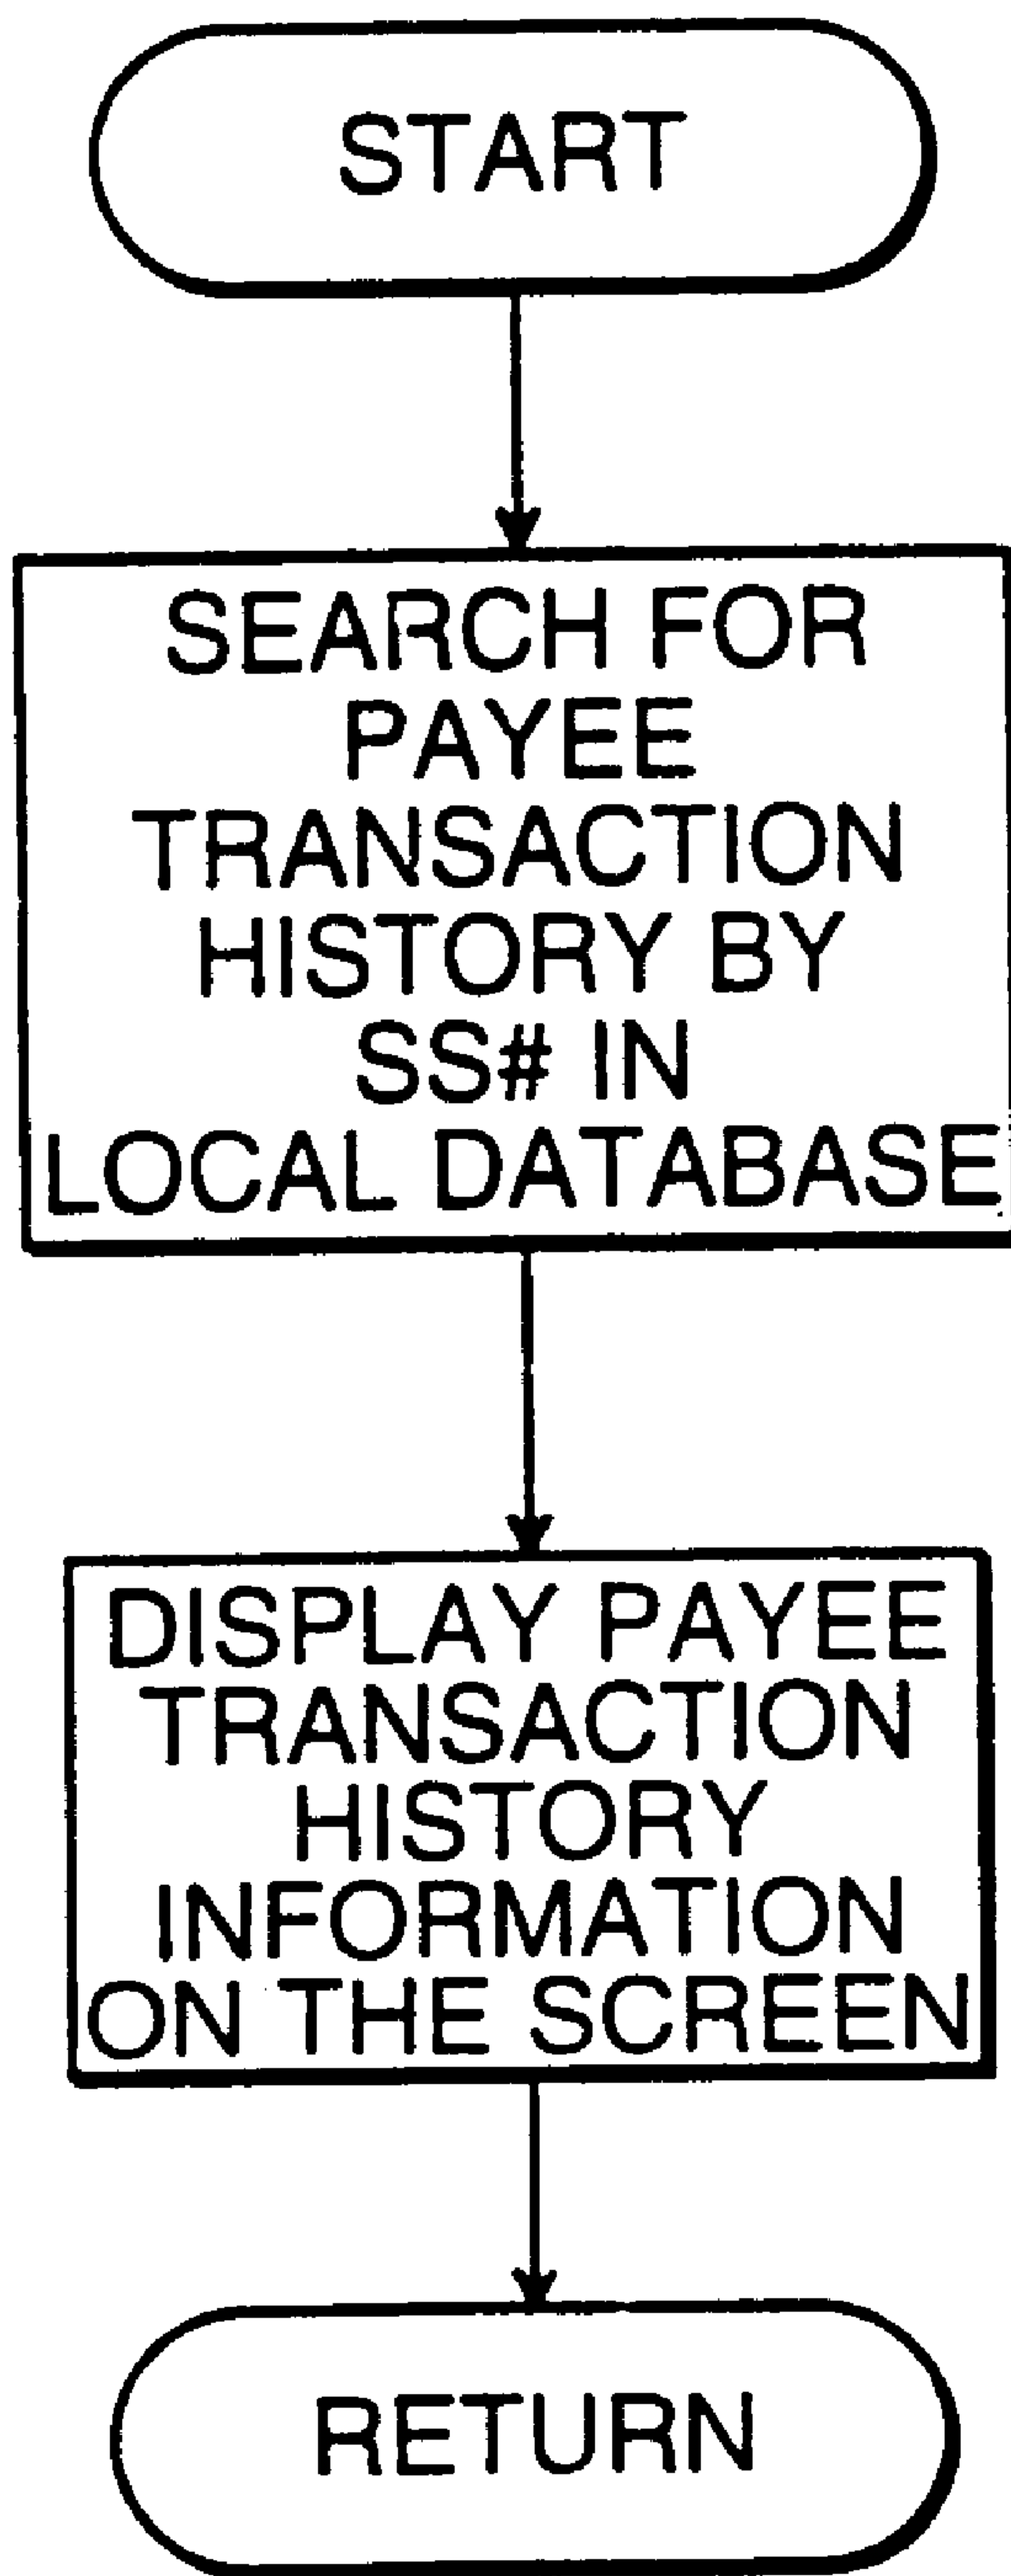 START
SEARCH FOR
PAYEE
TRANSACTION
HISTORY BY
SS# IN
LOCAL DATABASE
DISPLAY PAYEE
TRANSACTION
HISTORY
INFORMATION
ON THE SCREEN
RETURN